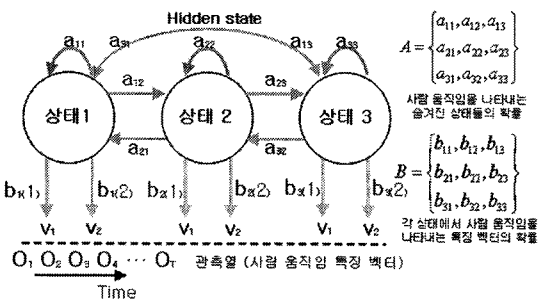 Hidden state
a11 a31 a22 a13 a33
a12 a23
상태1 상태 2 상태 3
a21 a32
b1(1) b1(2) b2(1) b2(2) b3(1) b3(2)
v1 v2 v1 v2 v1 v2
O1 O2 O3 O4 ⋯ OT 관측열 (사람 움직임 특징 벡터)
Time
A = {a11, a12, a13
a21, a22, a23
a31, a32, a33}
사람 움직임을 나타내는
숨겨진 상태들의 확률
B = {b11, b12, b13
b21, b22, b23
b31, b32, b33}
각 상태에서 사람 움직임을
나타내는 특징 벡터의 확률